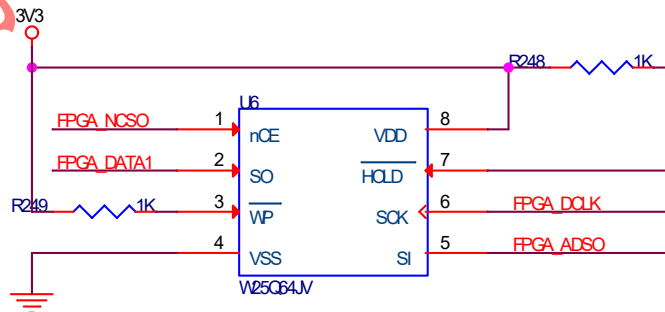 3V3
R248 1K
U6
FPGA_NCSO 1 nCE VDD 8
FPGA_DATA1 2 SO HOLD 7
R249 1K 3 WP SCK 6 FPGA_DCLK
4 VSS SI 5 FPGA_ADSO
W25Q64JV